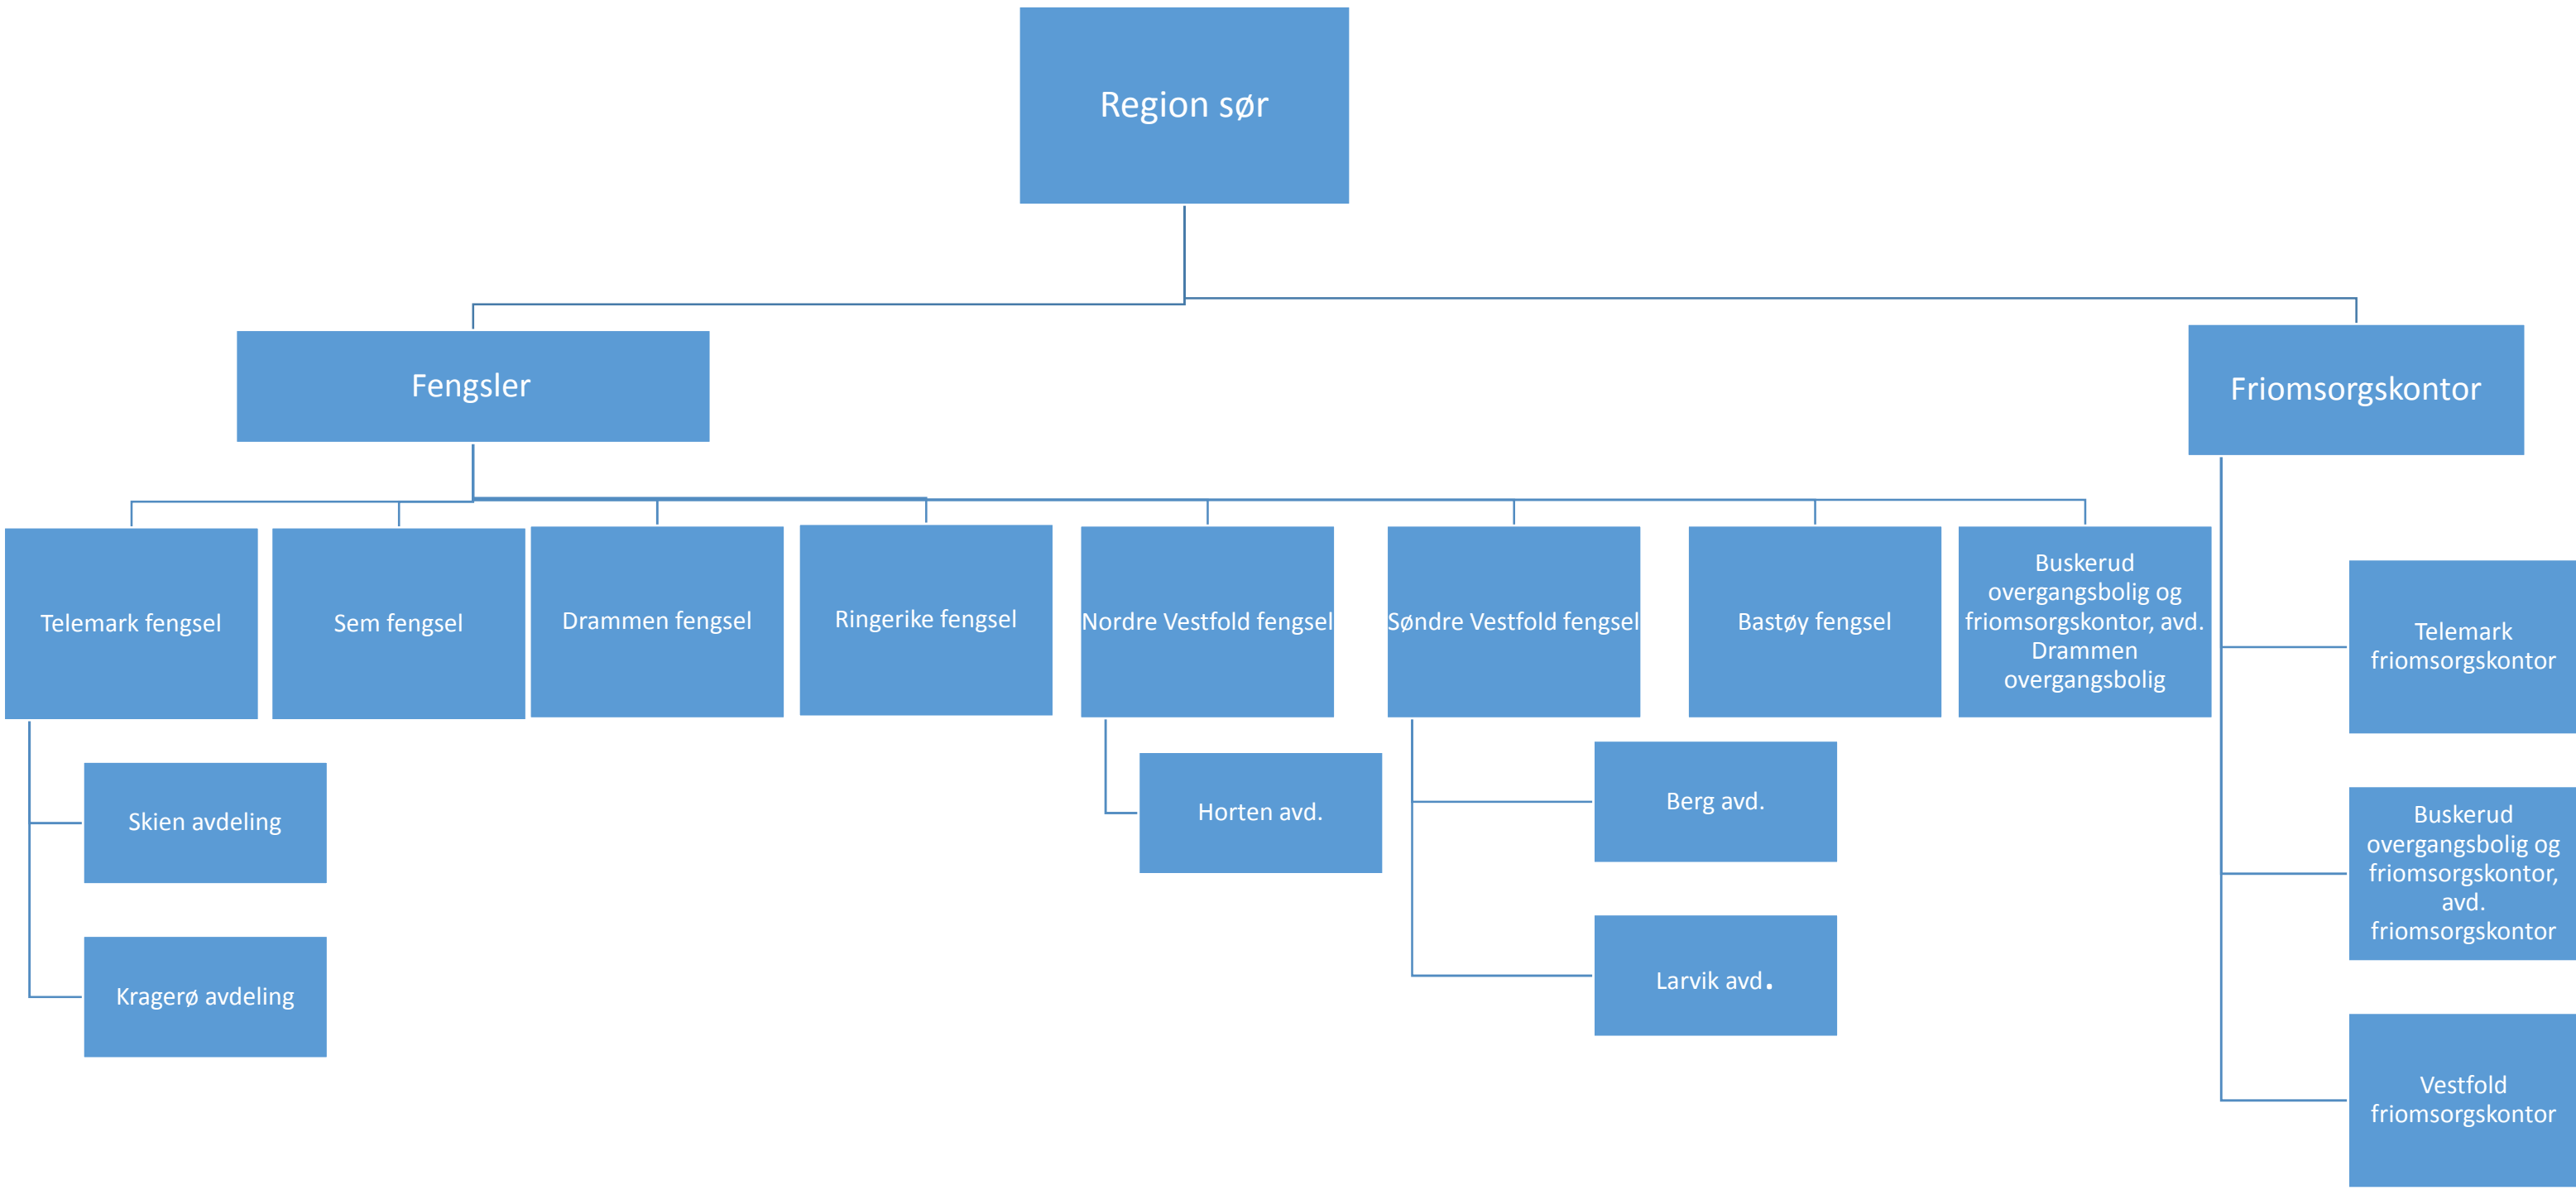 Region sør
Fengsler
Friomsorgskontor
Telemark fengsel
Sem fengsel
Drammen fengsel
Ringerike fengsel
Nordre Vestfold fengsel
Søndre Vestfold fengsel
Bastøy fengsel
Buskerud
overgangsbolig og
friomsorgskontor, avd.
Drammen
overgangsbolig
Skien avdeling
Kragerø avdeling
Horten avd.
Berg avd.
Larvik avd.
Telemark
friomsorgskontor
Buskerud
overgangsbolig og
friomsorgskontor,
avd.
friomsorgskontor
Vestfold
friomsorgskontor